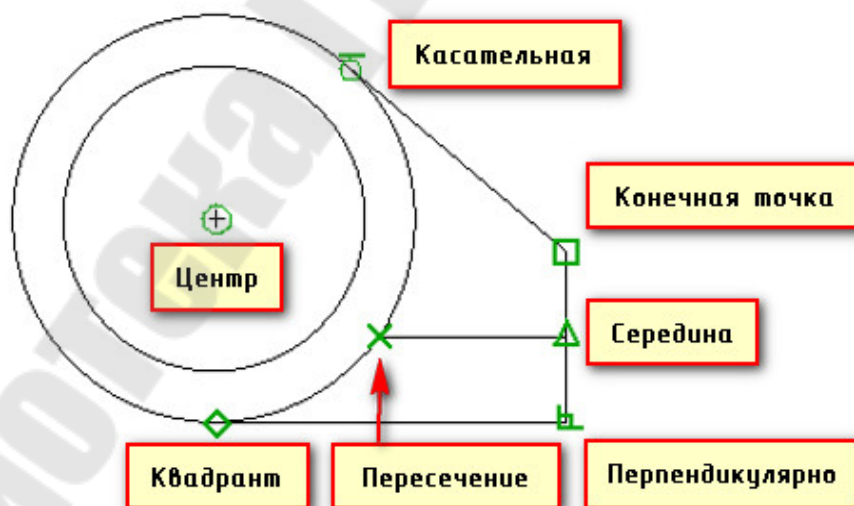 Касательная
Конечная точка
Центр
Середина
Квадрант
Пересечение
Перпендикулярно